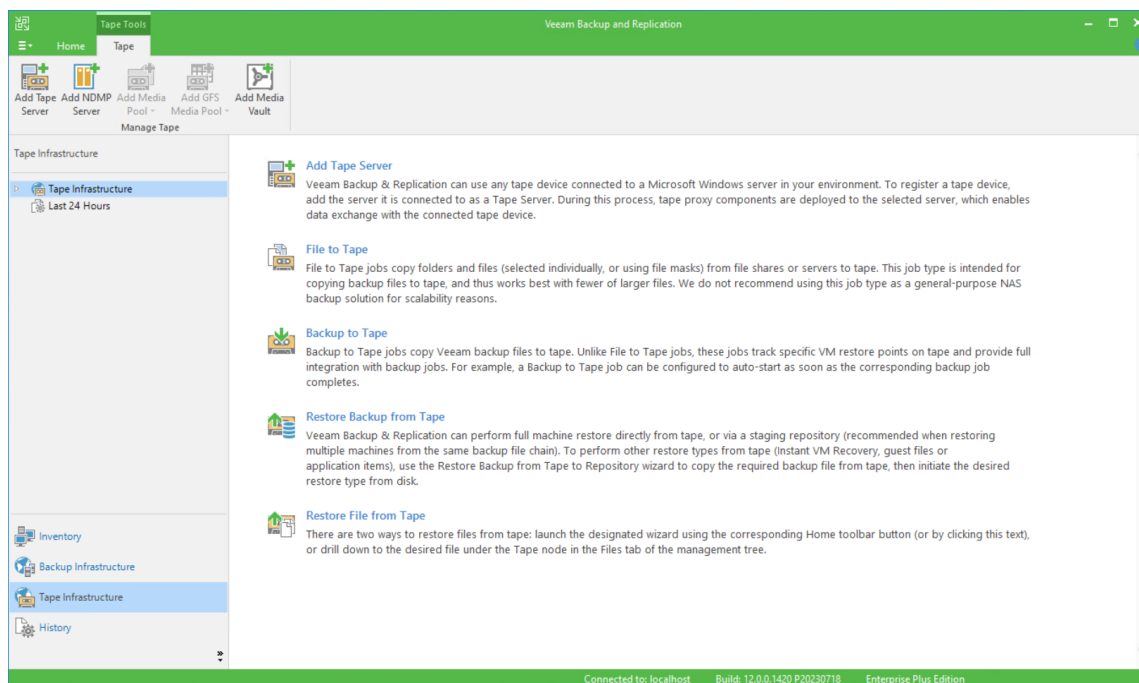 Tape Tools
Veeam Backup and Replication
Home
Tape
Add Tape Server
Add NDMP Server
Add Media Pool
Add GFS Media Pool
Add Media Vault
Manage Tape
Tape Infrastructure
Tape Infrastructure
Last 24 Hours
Add Tape Server
Veeam Backup & Replication can use any tape device connected to a Microsoft Windows server in your environment. To register a tape device,
add the server it is connected to as a Tape Server. During this process, tape proxy components are deployed to the selected server, which enables
data exchange with the connected tape device.
File to Tape
File to Tape jobs copy folders and files (selected individually, or using file masks) from file shares or servers to tape. This job type is intended for
copying backup files to tape, and thus works best with fewer of larger files. We do not recommend using this job type as a general-purpose NAS
backup solution for scalability reasons.
Backup to Tape
Backup to Tape jobs copy Veeam backup files to tape. Unlike File to Tape jobs, these jobs track specific VM restore points on tape and provide full
integration with backup jobs. For example, a Backup to Tape job can be configured to auto-start as soon as the corresponding backup job
completes.
Restore Backup from Tape
Veeam Backup & Replication can perform full machine restore directly from tape, or via a staging repository (recommended when restoring
multiple machines from the same backup file chain). To perform other restore types from tape (Instant VM Recovery, guest files or
application items), use the Restore Backup from Tape to Repository wizard to copy the required backup file from tape, then initiate the desired
restore type from disk.
Restore File from Tape
There are two ways to restore files from tape: launch the designated wizard using the corresponding Home toolbar button (or by clicking this text),
or drill down to the desired file under the Tape node in the Files tab of the management tree.
Inventory
Backup Infrastructure
Tape Infrastructure
History
Connected to: localhost
Build: 12.0.0.1420 P20230718
Enterprise Plus Edition